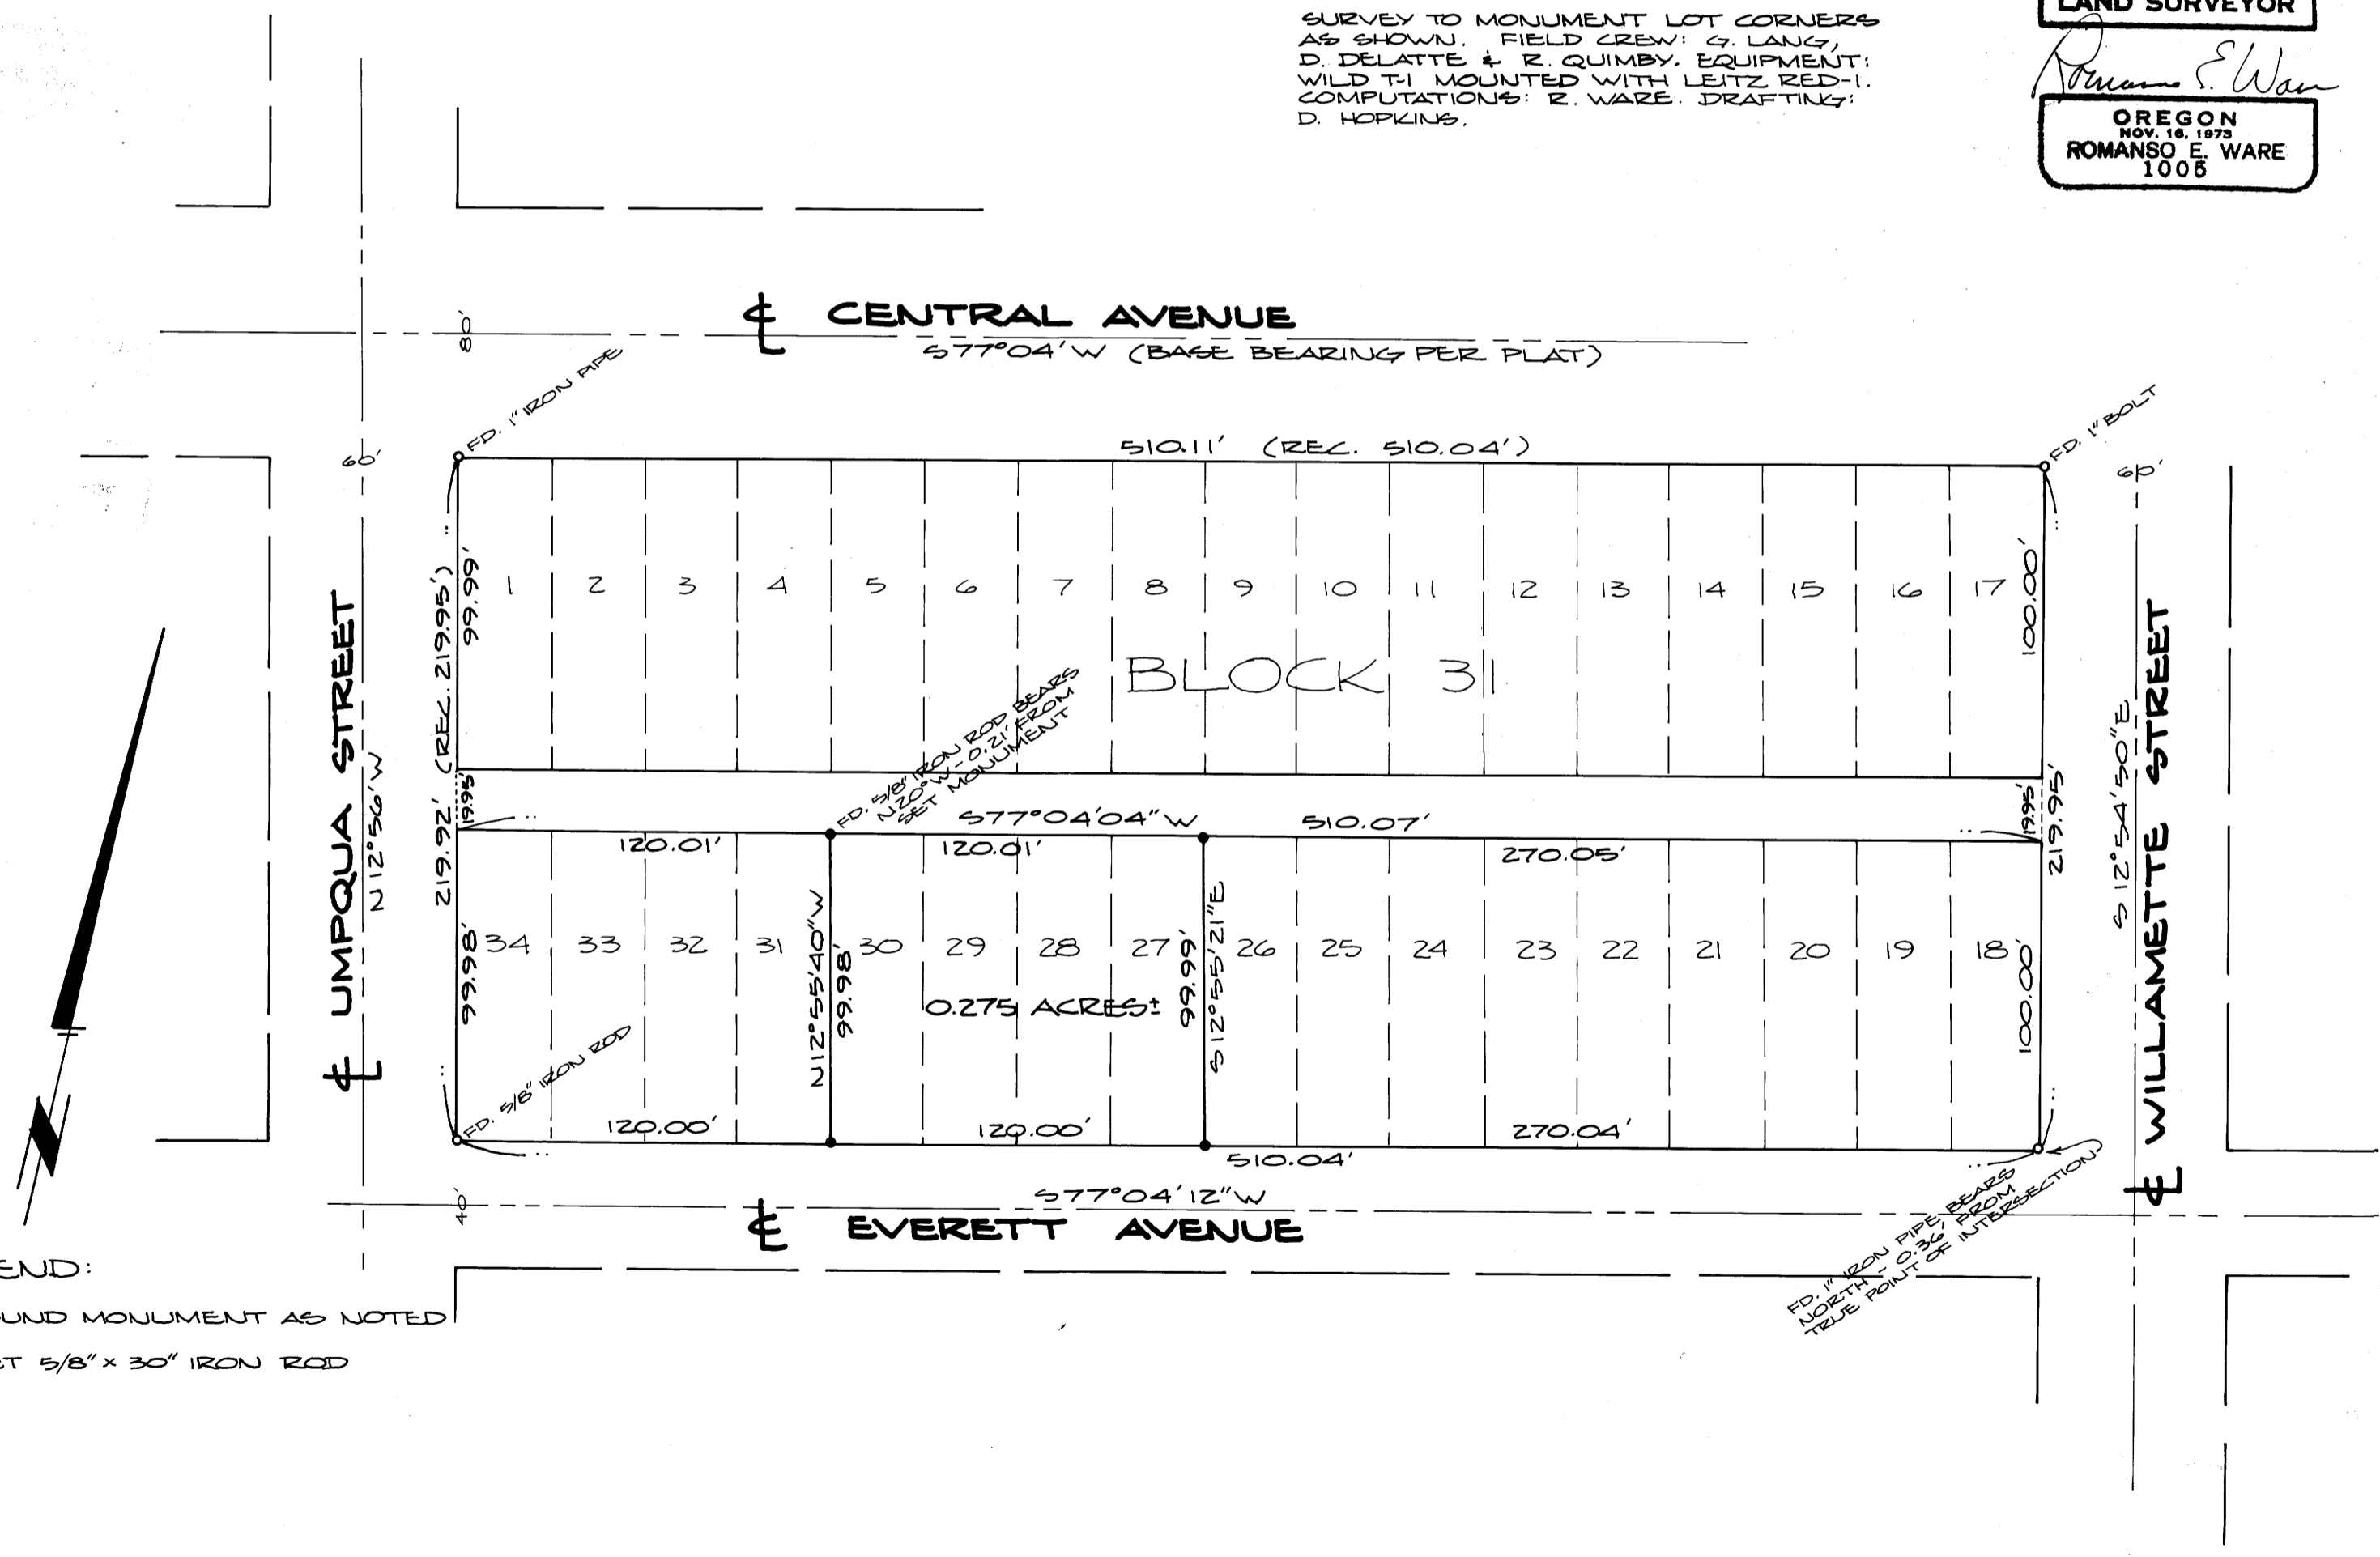 SURVEY TO MONUMENT LOT CORNERS
AS SHOWN. FIELD CREW: G. LANG,
D. DELATTE & R. QUIMBY. EQUIPMENT:
WILD T-1 MOUNTED WITH LEITZ RED-1.
COMPUTATIONS: R. WARE. DRAFTING:
D. HOPKINS.
LAND SURVEYOR
Romanso E. Ware
OREGON
NOV. 16, 1973
ROMANSO E. WARE
1005
℄ CENTRAL AVENUE
S77°04'W (BASE BEARING PER PLAT)
80'
FD. 1" IRON PIPE
FD. 1" BOLT
60'
510.11' (REC. 510.04')
60'
℄ UMPQUA STREET
N12°56'W
219.92' (REC. 219.95')
99.99'
1 2 3 4 5 6 7 8 9 10 11 12 13 14 15 16 17
100.00'
BLOCK 31
19.95'
FD. 5/8" IRON ROD BEARS
N20°W-0.21' FROM
SET MONUMENT
S77°04'04"W 510.07'
19.95'
219.95'
S12°54'50"E
℄ WILLAMETTE STREET
120.01' 120.01' 270.05'
99.98'
34 33 32 31 30 29 28 27 26 25 24 23 22 21 20 19 18
N12°55'40"W
99.98'
0.275 ACRES±
99.99'
S12°55'21"E
100.00'
FD. 5/8" IRON ROD
120.00' 120.00' 270.04'
510.04'
40'
S77°04'12"W
℄ EVERETT AVENUE
FD. 1" IRON PIPE BEARS
NORTH - 0.36' FROM
TRUE POINT OF INTERSECTION
END:
UND MONUMENT AS NOTED
T 5/8" x 30" IRON ROD